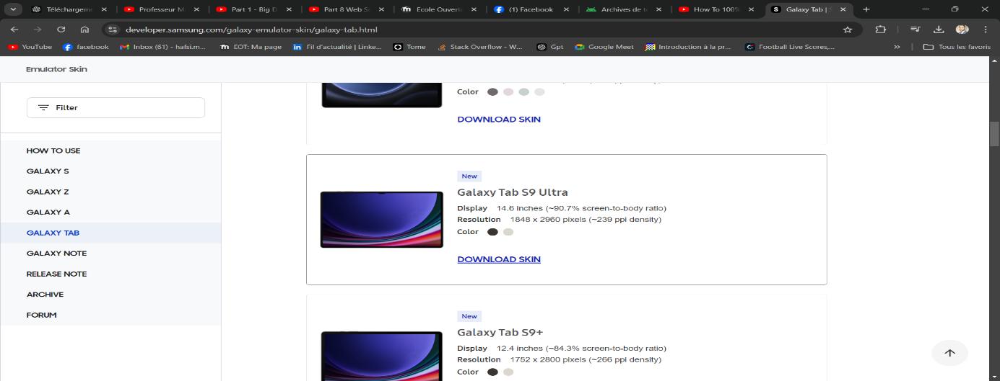 Téléchargeme
Professeur M
Part 1 - Big D
Part 8 Web S
Ecole Ouvert
(1) Facebook
Archives de t
How To 100%
Galaxy Tab | S
developer.samsung.com/galaxy-emulator-skin/galaxy-tab.html
YouTube
facebook
Inbox (61) - hafsi.m...
EOT: Ma page
Fil d'actualité | Linke...
Tome
Stack Overflow - W...
Gpt
Google Meet
Introduction à la pr...
Football Live Scores,...
Tous les favoris
Emulator Skin
Filter
HOW TO USE
GALAXY S
GALAXY Z
GALAXY A
GALAXY TAB
GALAXY NOTE
RELEASE NOTE
ARCHIVE
FORUM
Color
DOWNLOAD SKIN
New
Galaxy Tab S9 Ultra
Display 14.6 inches (~90.7% screen-to-body ratio)
Resolution 1848 x 2960 pixels (~239 ppi density)
Color
DOWNLOAD SKIN
New
Galaxy Tab S9+
Display 12.4 inches (~84.3% screen-to-body ratio)
Resolution 1752 x 2800 pixels (~266 ppi density)
Color